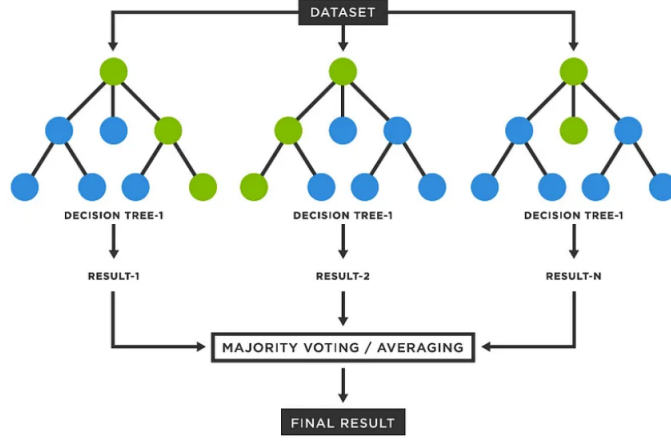 DATASET
DECISION TREE-1
DECISION TREE-1
DECISION TREE-1
RESULT-1
RESULT-2
RESULT-N
MAJORITY VOTING / AVERAGING
FINAL RESULT